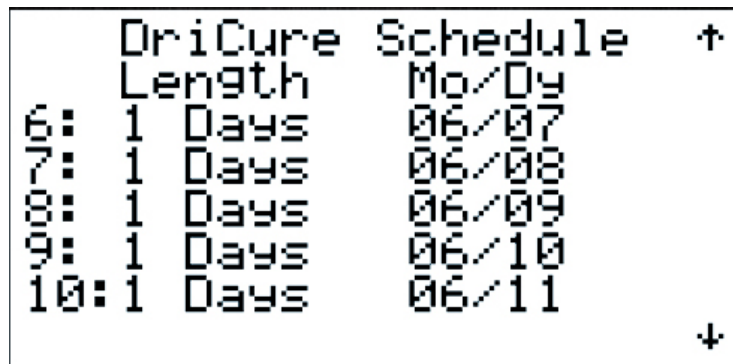 DriCure Schedule ↑
Length Mo/Dy
6: 1 Days 06/07
7: 1 Days 06/08
8: 1 Days 06/09
9: 1 Days 06/10
10:1 Days 06/11
↓